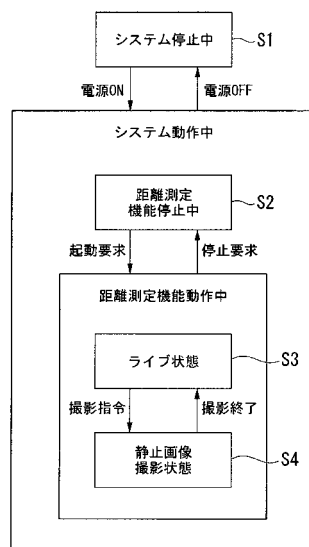 システム停止中
S1
電源ON
電源OFF
システム動作中
距離測定
機能停止中
S2
起動要求
停止要求
距離測定機能動作中
ライブ状態
S3
撮影指令
撮影終了
静止画像
撮影状態
S4